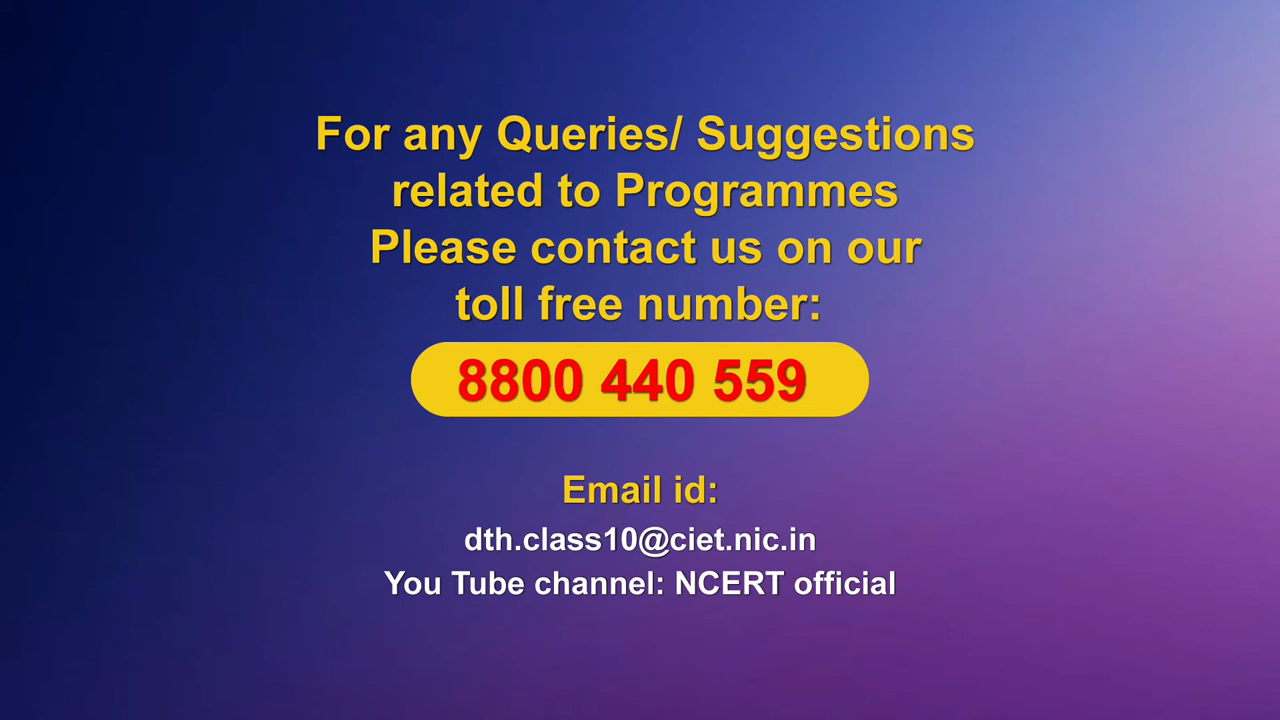 For any Queries/ Suggestions
related to Programmes
Please contact us on our
toll free number:
8800 440 559
Email id:
dth.class10@ciet.nic.in
You Tube channel: NCERT official